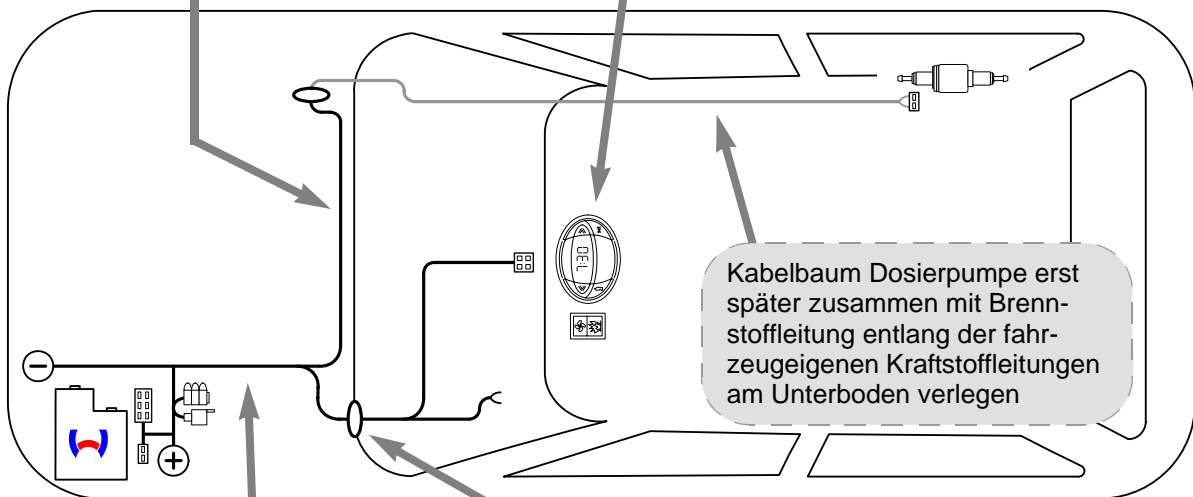 Kabelbaum Dosierpumpe erst
später zusammen mit Brenn-
stoffleitung entlang der fahr-
zeugeigenen Kraftstoffleitungen
am Unterboden verlegen